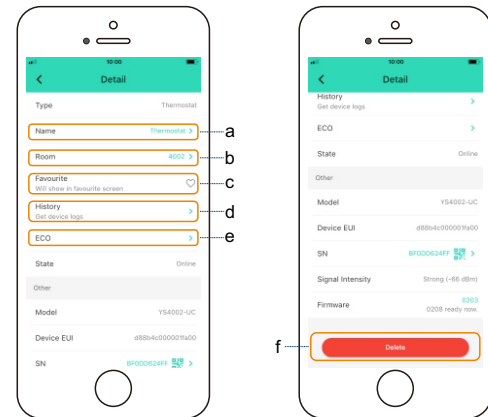 10:00
Detail
Type Thermostat
Name Thermostat > a
Room 4002 > b
Favourite
Will show in favourite screen c
History
Get device logs > d
ECO > e
State Online
Other
Model YS4002-UC
Device EUI d88b4c000001fa00
SN BF0DD624FF >
10:00
Detail
History
Get device logs >
ECO >
State Online
Other
Model YS4002-UC
Device EUI d88b4c000001fa00
SN BF0DD624FF >
Signal Intensity Strong (-66 dBm)
Firmware 0203
0208 ready now.
f Delete